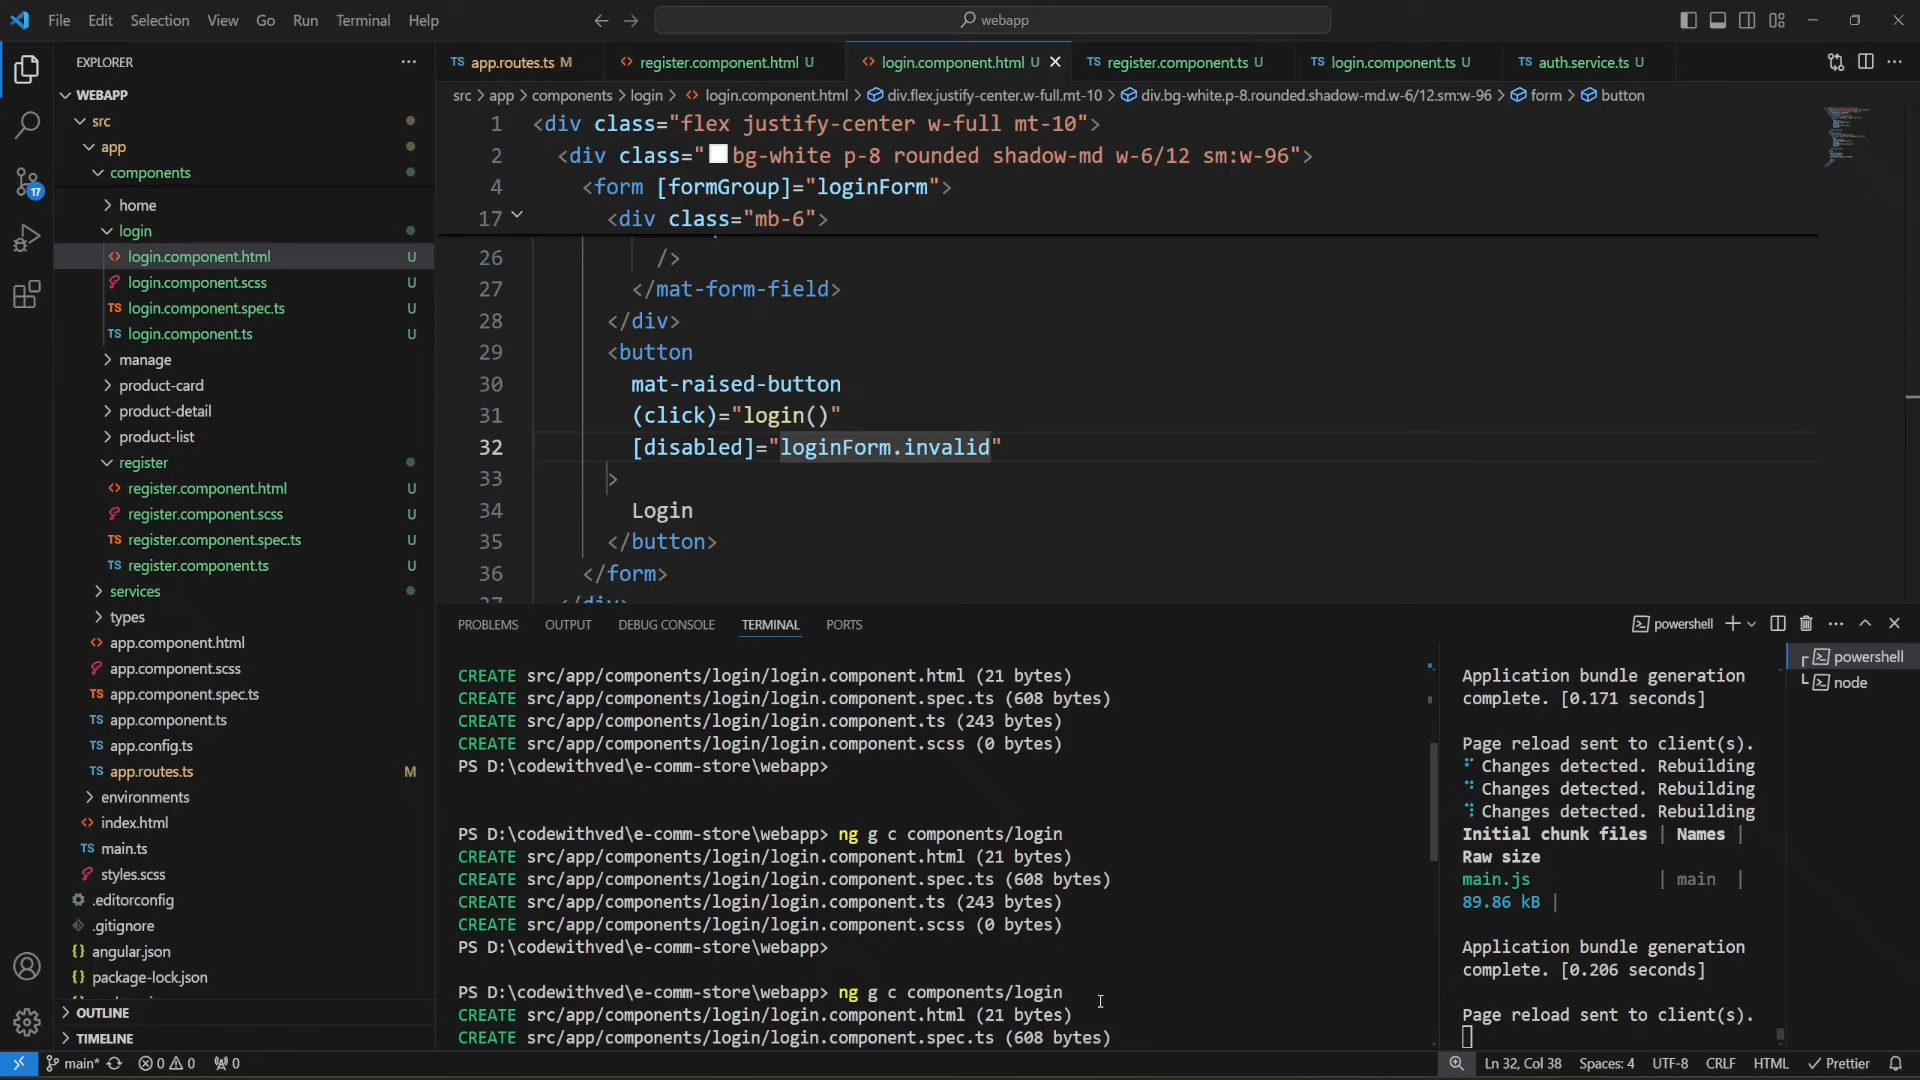 File Edit Selection View Go Run Terminal Help
webapp
EXPLORER
WEBAPP
src
app
components
home
login
login.component.html U
login.component.scss U
login.component.spec.ts U
login.component.ts U
manage
product-card
product-detail
product-list
register
register.component.html U
register.component.scss U
register.component.spec.ts U
register.component.ts U
services
types
app.component.html
app.component.scss
app.component.spec.ts
app.component.ts
app.config.ts
app.routes.ts M
environments
index.html
main.ts
styles.scss
.editorconfig
.gitignore
angular.json
package-lock.json
OUTLINE
TIMELINE
17
TS app.routes.ts M
register.component.html U
login.component.html U
TS register.component.ts U
TS login.component.ts U
TS auth.service.ts U
src > app > components > login > login.component.html > div.flex.justify-center.w-full.mt-10 > div.bg-white.p-8.rounded.shadow-md.w-6/12.sm:w-96 > form > button
1 <div class="flex justify-center w-full mt-10">
2 <div class="bg-white p-8 rounded shadow-md w-6/12 sm:w-96">
4 <form [formGroup]="loginForm">
17 <div class="mb-6">
26 />
27 </mat-form-field>
28 </div>
29 <button
30 mat-raised-button
31 (click)="login()"
32 [disabled]="loginForm.invalid"
33 >
34 Login
35 </button>
36 </form>
37 </div>
PROBLEMS OUTPUT DEBUG CONSOLE TERMINAL PORTS
powershell
CREATE src/app/components/login/login.component.html (21 bytes)
CREATE src/app/components/login/login.component.spec.ts (608 bytes)
CREATE src/app/components/login/login.component.ts (243 bytes)
CREATE src/app/components/login/login.component.scss (0 bytes)
PS D:\codewithved\e-comm-store\webapp>
PS D:\codewithved\e-comm-store\webapp> ng g c components/login
CREATE src/app/components/login/login.component.html (21 bytes)
CREATE src/app/components/login/login.component.spec.ts (608 bytes)
CREATE src/app/components/login/login.component.ts (243 bytes)
CREATE src/app/components/login/login.component.scss (0 bytes)
PS D:\codewithved\e-comm-store\webapp>
PS D:\codewithved\e-comm-store\webapp> ng g c components/login
CREATE src/app/components/login/login.component.html (21 bytes)
CREATE src/app/components/login/login.component.spec.ts (608 bytes)
Application bundle generation
complete. [0.171 seconds]
Page reload sent to client(s).
Changes detected. Rebuilding
Changes detected. Rebuilding
Changes detected. Rebuilding
Initial chunk files | Names |
Raw size
main.js | main |
89.86 kB |
Application bundle generation
complete. [0.206 seconds]
Page reload sent to client(s).
powershell
node
main* 0 0 0
Ln 32, Col 38 Spaces: 4 UTF-8 CRLF HTML Prettier